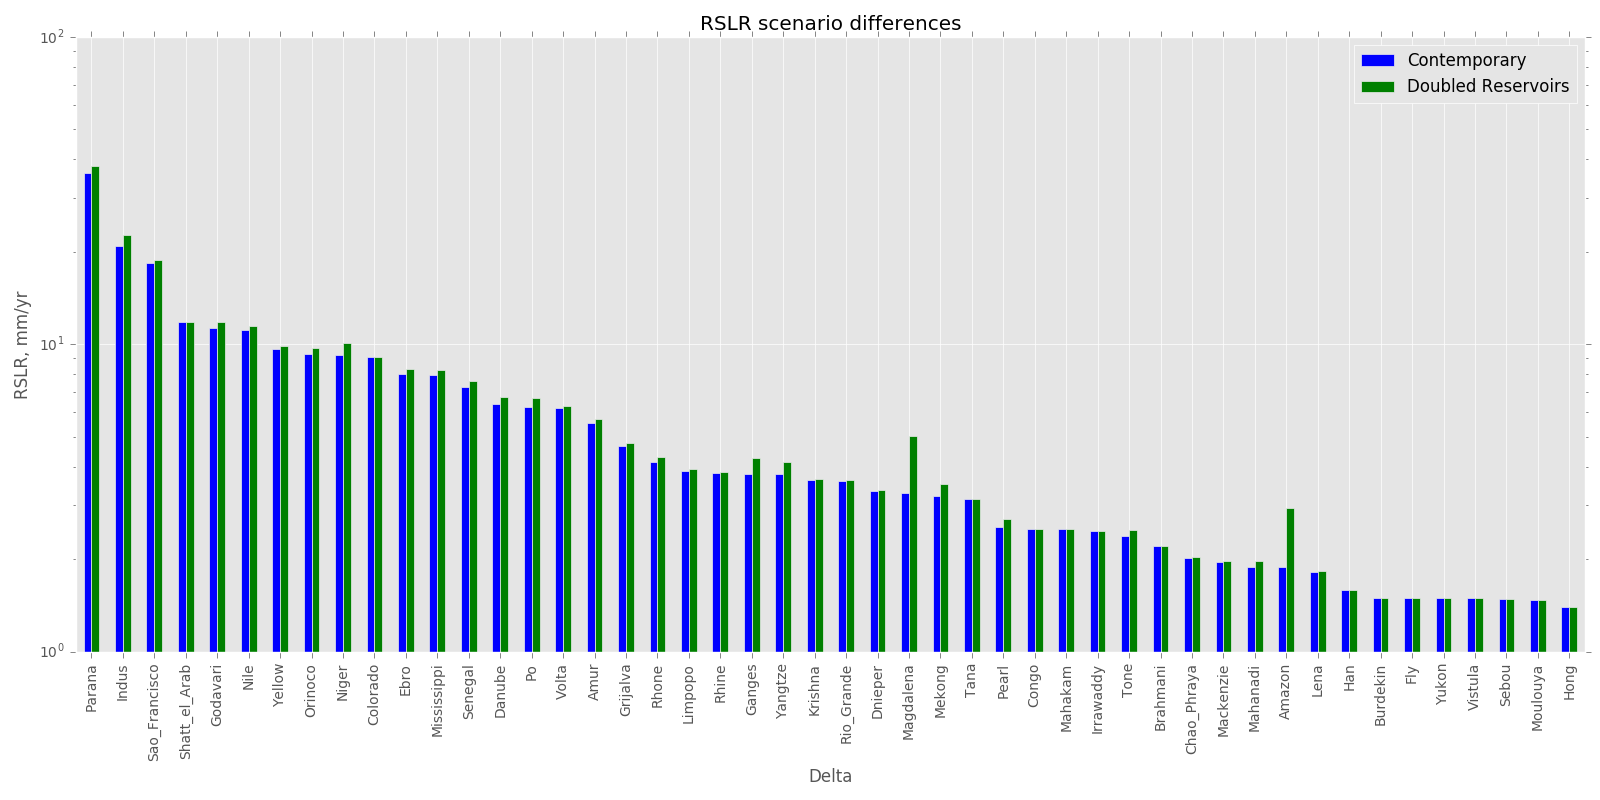 RSLR scenario differences
Contemporary
Doubled Reservoirs
RSLR, mm/yr
10²
10¹
10⁰
Parana
Indus
Sao_Francisco
Shatt_el_Arab
Godavari
Nile
Yellow
Orinoco
Niger
Colorado
Ebro
Mississippi
Senegal
Danube
Po
Volta
Amur
Grijalva
Rhone
Limpopo
Rhine
Ganges
Yangtze
Krishna
Rio_Grande
Dnieper
Magdalena
Mekong
Tana
Pearl
Congo
Mahakam
Irrawaddy
Tone
Brahmani
Chao_Phraya
Mackenzie
Mahanadi
Amazon
Lena
Han
Burdekin
Fly
Yukon
Vistula
Sebou
Moulouya
Hong
Delta